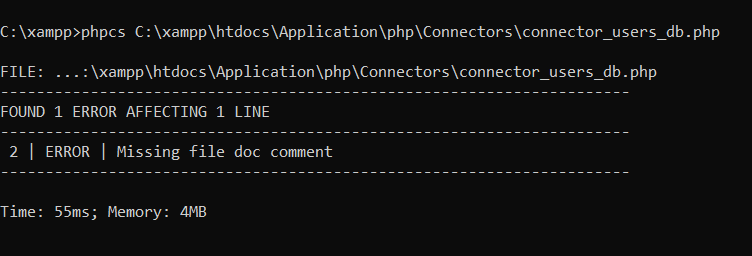 C:\xampp>phpcs C:\xampp\htdocs\Application\php\Connectors\connector_users_db.php
FILE: ...:\xampp\htdocs\Application\php\Connectors\connector_users_db.php
----------------------------------------------------------------------
FOUND 1 ERROR AFFECTING 1 LINE
----------------------------------------------------------------------
 2 | ERROR | Missing file doc comment
----------------------------------------------------------------------
Time: 55ms; Memory: 4MB